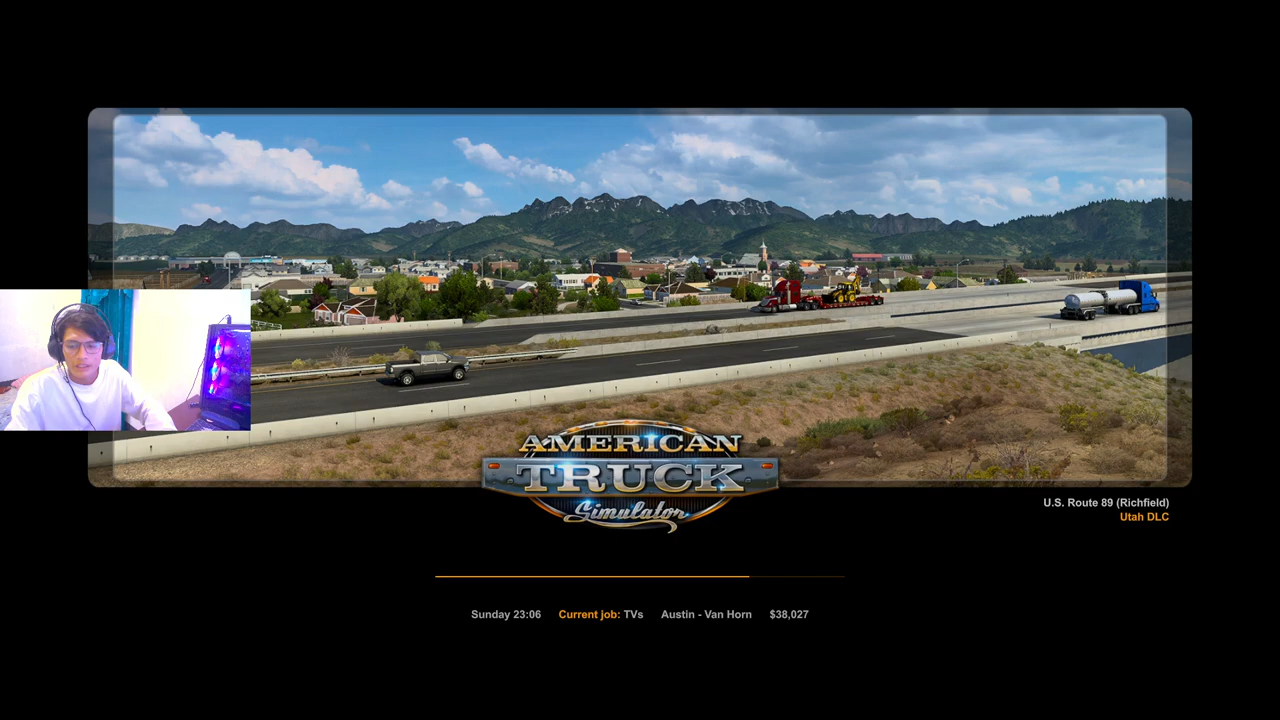 AMERICAN
TRUCK
Simulator
U.S. Route 89 (Richfield)
Utah DLC
Sunday 23:06 Current job: TVs Austin - Van Horn $38,027